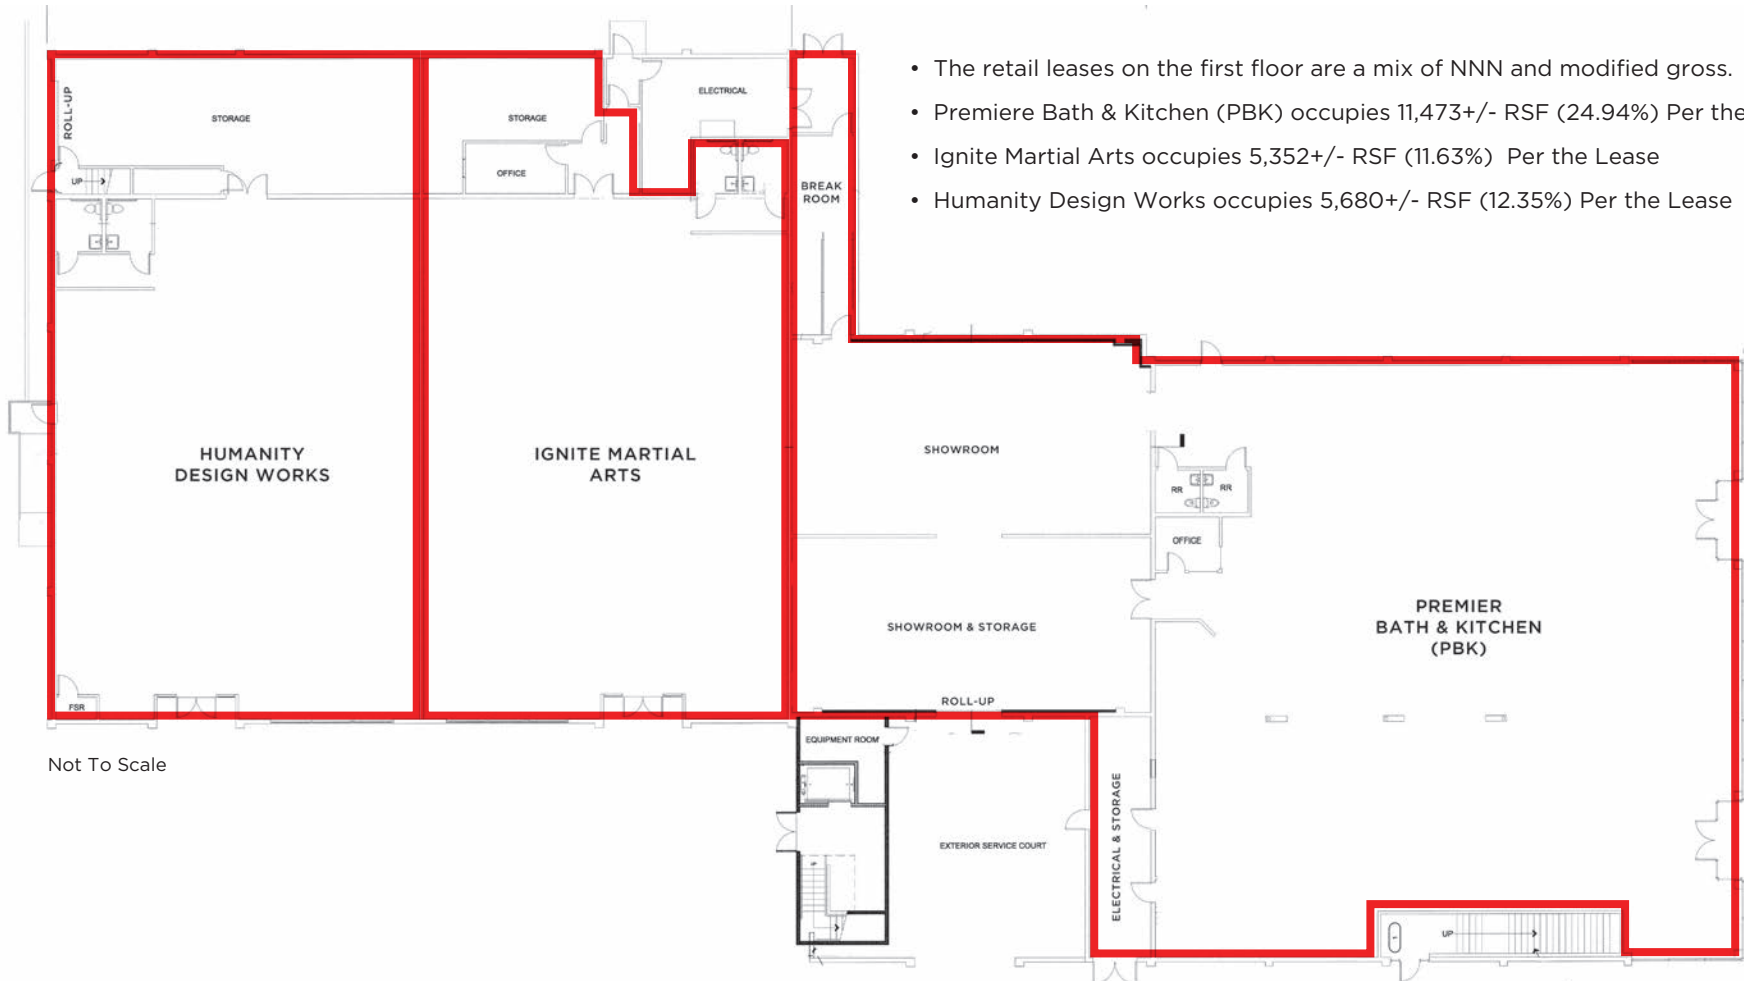 • The retail leases on the first floor are a mix of NNN and modified gross.
• Premiere Bath & Kitchen (PBK) occupies 11,473+/- RSF (24.94%) Per the
• Ignite Martial Arts occupies 5,352+/- RSF (11.63%)  Per the Lease
• Humanity Design Works occupies 5,680+/- RSF (12.35%) Per the Lease
ROLL-UP
STORAGE
STORAGE
ELECTRICAL
OFFICE
UP
BREAK
ROOM
HUMANITY
DESIGN WORKS
IGNITE MARTIAL
ARTS
SHOWROOM
RR
RR
OFFICE
SHOWROOM & STORAGE
PREMIER
BATH & KITCHEN
(PBK)
ROLL-UP
FSR
EQUIPMENT ROOM
Not To Scale
ELECTRICAL & STORAGE
EXTERIOR SERVICE COURT
UP
UP